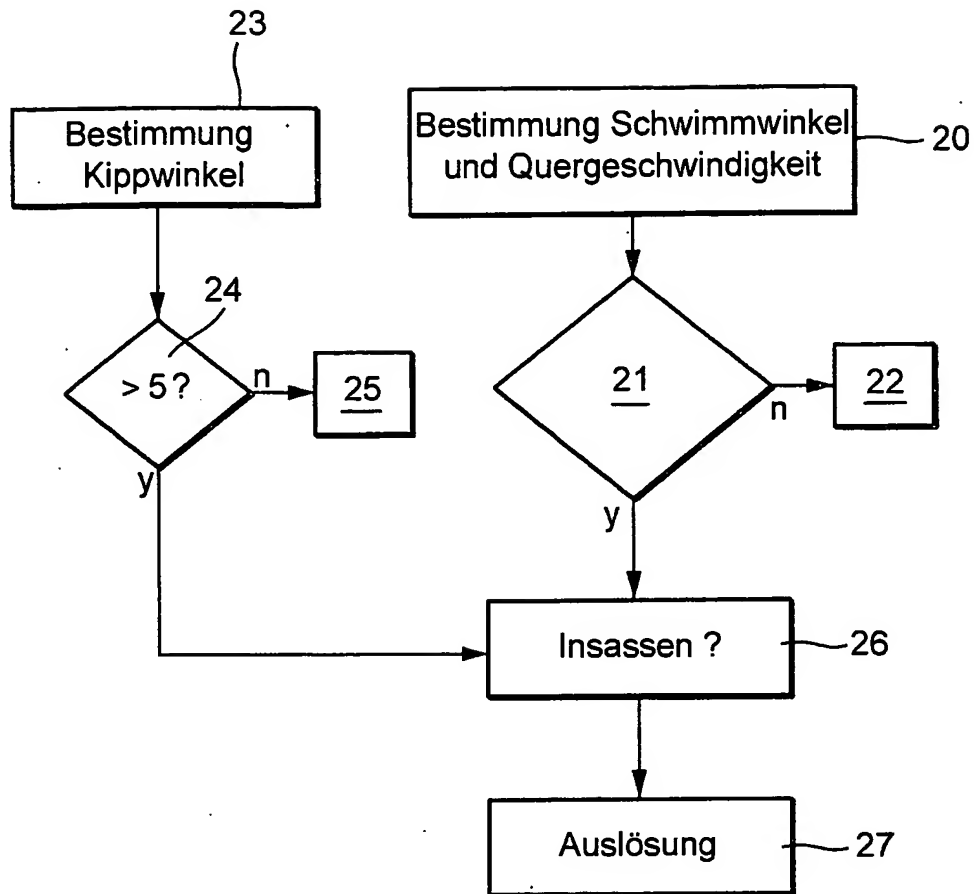 23
Bestimmung
Kippwinkel
Bestimmung Schwimmwinkel
und Quergeschwindigkeit
20
24
> 5 ?
n
25
y
21
n
22
y
Insassen ?
26
Auslösung
27